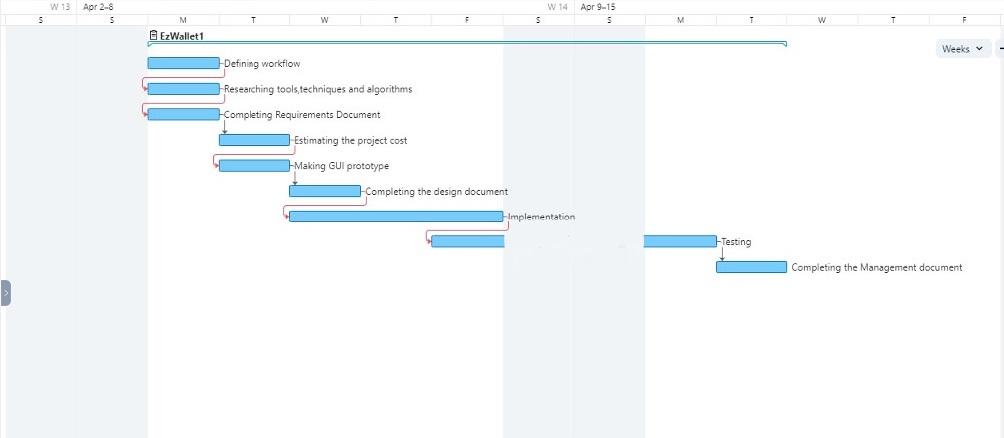 W 13 Apr 2–8 W 14 Apr 9–15
S S M T W T F S S M T W T F
EzWallet1
Weeks
Defining workflow
Researching tools,techniques and algorithms
Completing Requirements Document
Estimating the project cost
Making GUI prototype
Completing the design document
Implementation
Testing
Completing the Management document